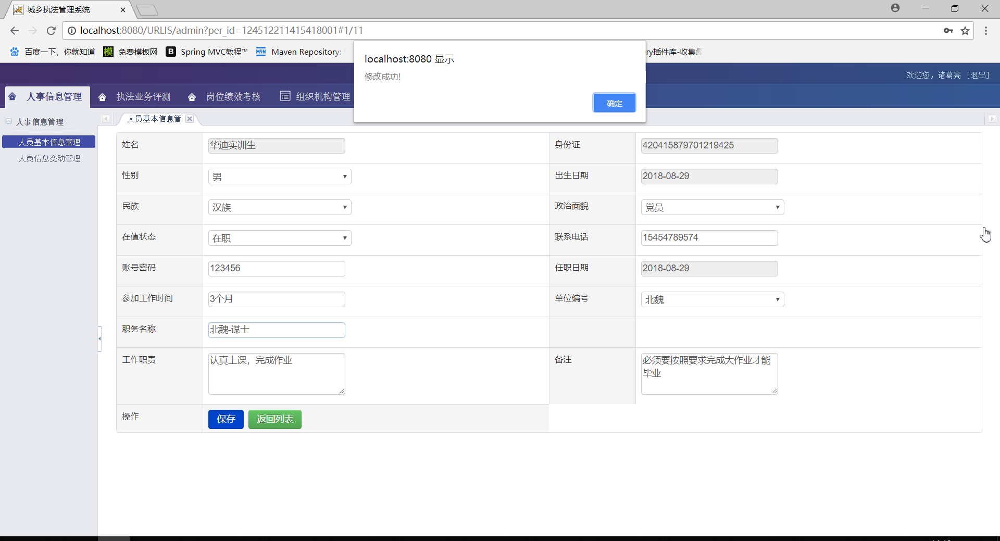 城乡执法管理系统
localhost:8080/URLIS/admin?per_id=124512211415418001#1/11
百度一下，你就知道 模 免费模板网 B Spring MVC教程™ MVN Maven Repository: ry插件库-收集
localhost:8080 显示
修改成功!
确定
欢迎您，诸葛亮 [退出]
人事信息管理 执法业务评测 岗位绩效考核 组织机构管理
人事信息管理
人员基本信息管理
人员信息变动管理
人员基本信息管
姓名 华迪实训生 身份证 420415879701219425
性别 男 出生日期 2018-08-29
民族 汉族 政治面貌 党员
在值状态 在职 联系电话 15454789574
账号密码 123456 任职日期 2018-08-29
参加工作时间 3个月 单位编号 北魏
职务名称 北魏-谋士
工作职责 认真上课，完成作业 备注 必须要按照要求完成大作业才能
毕业
操作 保存 返回列表